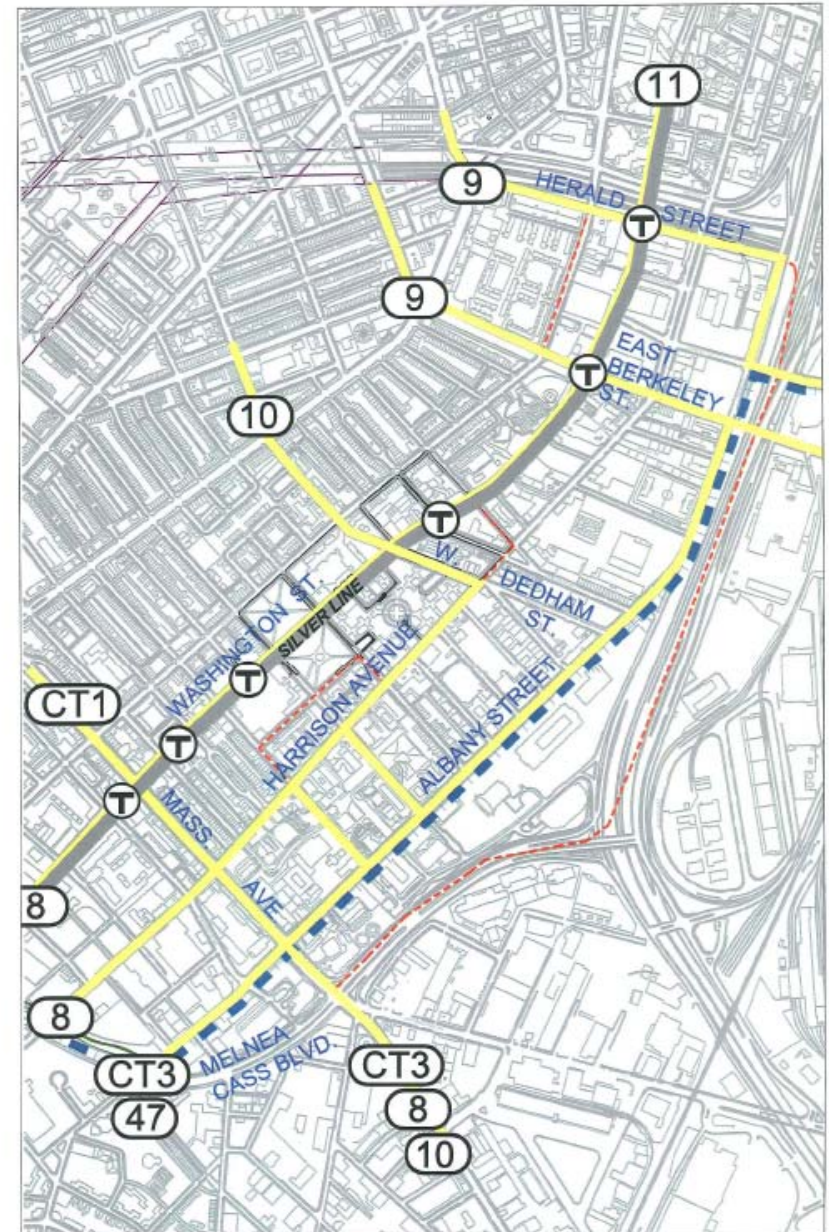 11
9
HERALD
STREET
T
9
EAST
BERKELEY
ST.
T
10
T
W.
DEDHAM
ST.
WASHINGTON ST.
SILVER LINE
T
HARRISON AVENUE
ALBANY STREET
CT1
T
T
MASS.
AVE
8
8
MELNEA
CASS BLVD.
CT3
47
CT3
8
10